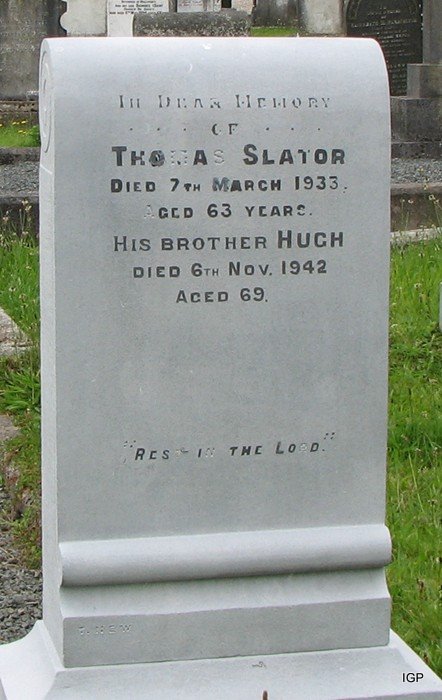 In Dear Memory
OF
Thomas Slator
Died 7th March 1933.
Aged 63 years.
His brother Hugh
died 6th Nov. 1942
Aged 69.
"Rest in the Lord."
IGP